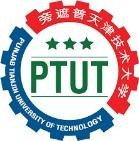 旁遮普天津技术大学
PTUT
PUNJAB TIANJIN UNIVERSITY OF TECHNOLOGY